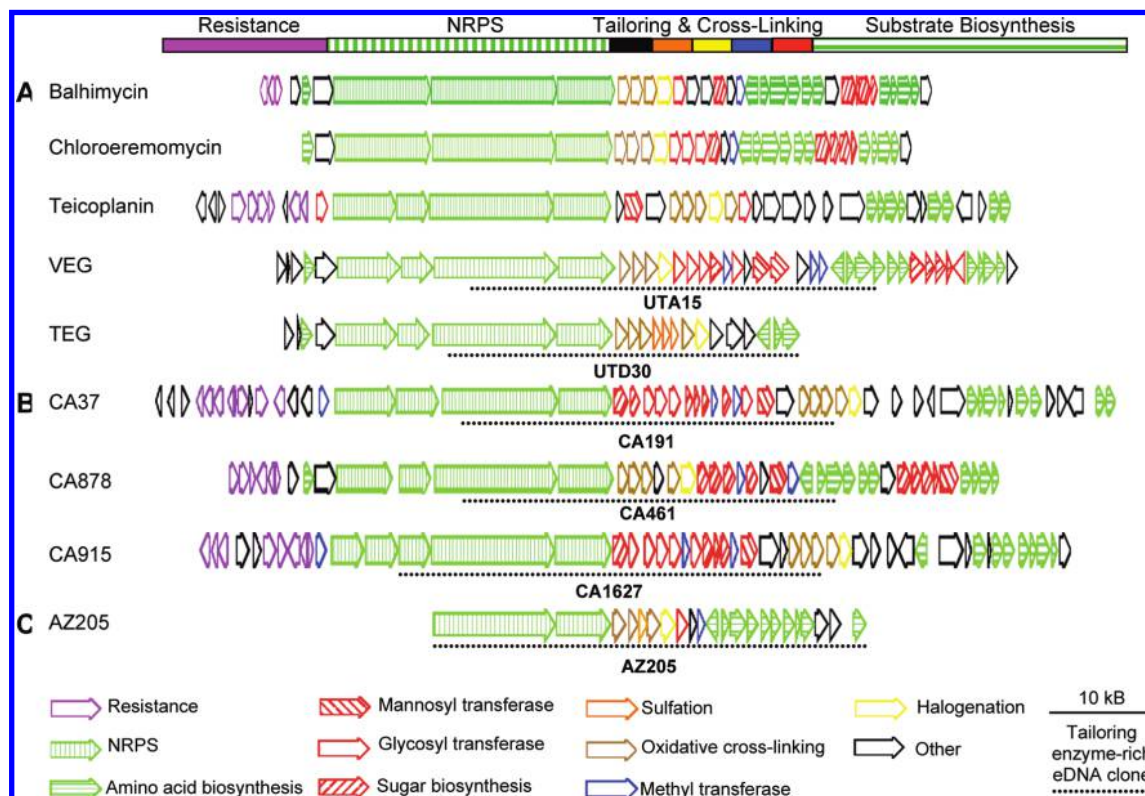 Resistance NRPS Tailoring & Cross-Linking Substrate Biosynthesis
A Balhimycin
Chloroeremomycin
Teicoplanin
VEG
UTA15
TEG
UTD30
B CA37
CA191
CA878
CA461
CA915
CA1627
C AZ205
AZ205
Resistance Mannosyl transferase Sulfation Halogenation 10 kB
NRPS Glycosyl transferase Oxidative cross-linking Other Tailoring
enzyme-rich
Amino acid biosynthesis Sugar biosynthesis Methyl transferase eDNA clone